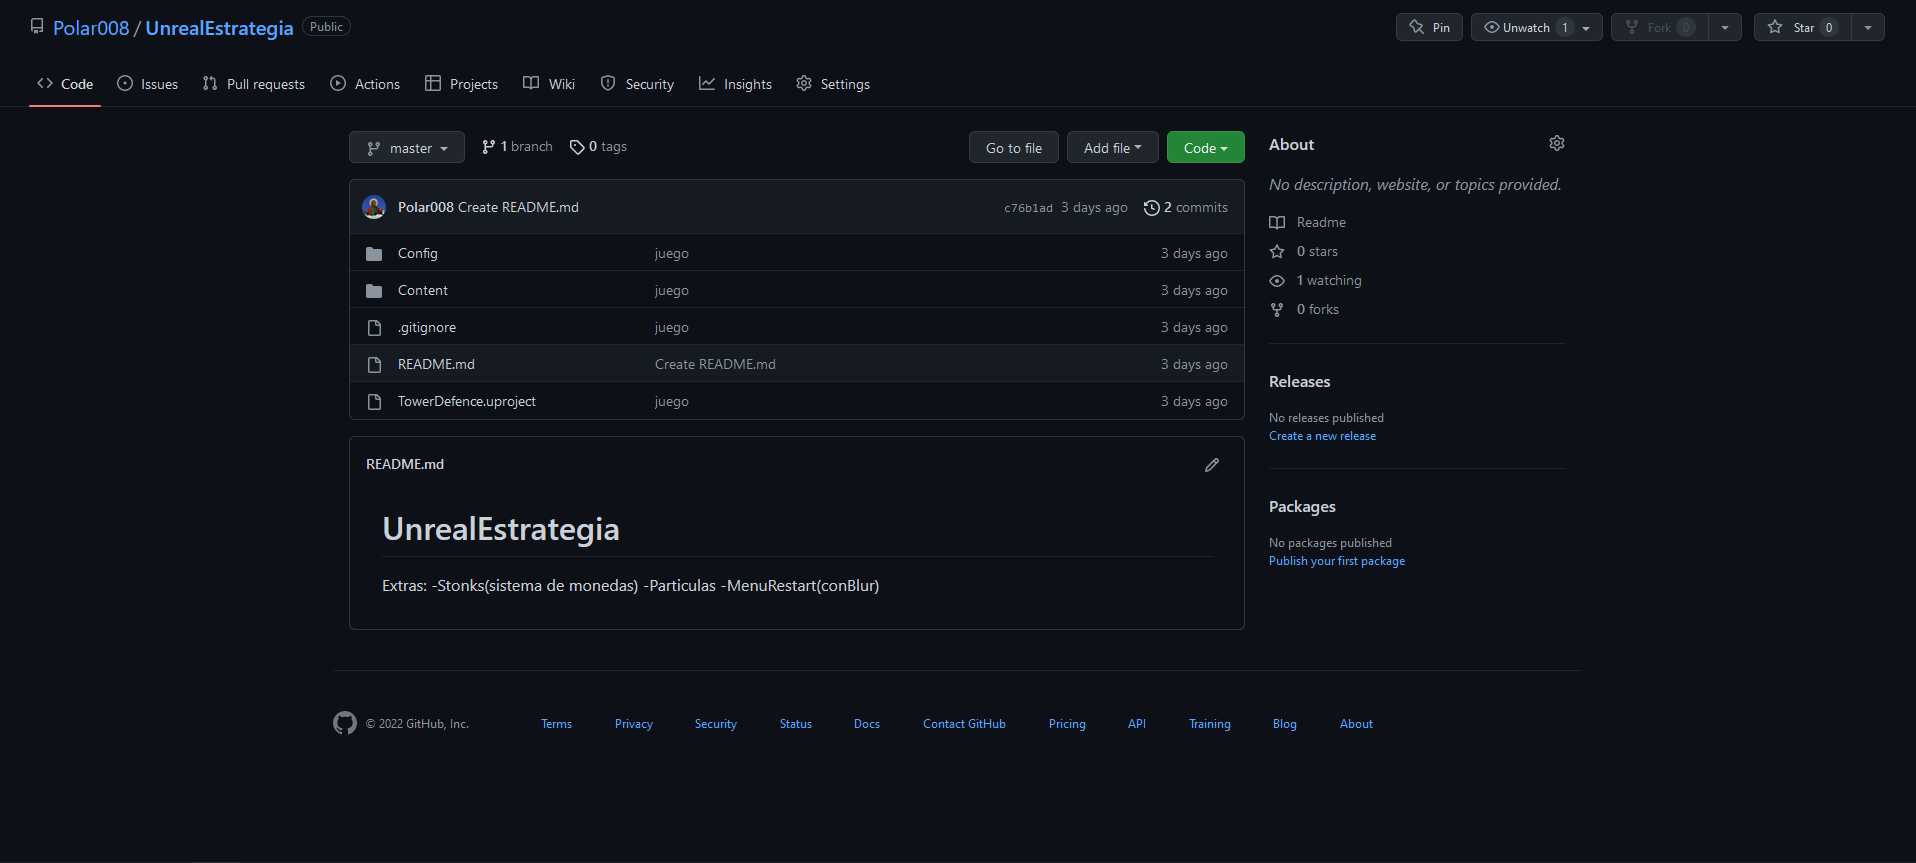 Polar008 / UnrealEstrategia Public Pin Unwatch 1 Fork 0 Star 0
Code Issues Pull requests Actions Projects Wiki Security Insights Settings
master 1 branch 0 tags Go to file Add file Code
Polar008 Create README.md c76b1ad 3 days ago 2 commits
Config juego 3 days ago
Content juego 3 days ago
.gitignore juego 3 days ago
README.md Create README.md 3 days ago
TowerDefence.uproject juego 3 days ago
README.md
UnrealEstrategia
Extras: -Stonks(sistema de monedas) -Particulas -MenuRestart(conBlur)
About
No description, website, or topics provided.
Readme
0 stars
1 watching
0 forks
Releases
No releases published
Create a new release
Packages
No packages published
Publish your first package
© 2022 GitHub, Inc. Terms Privacy Security Status Docs Contact GitHub Pricing API Training Blog About